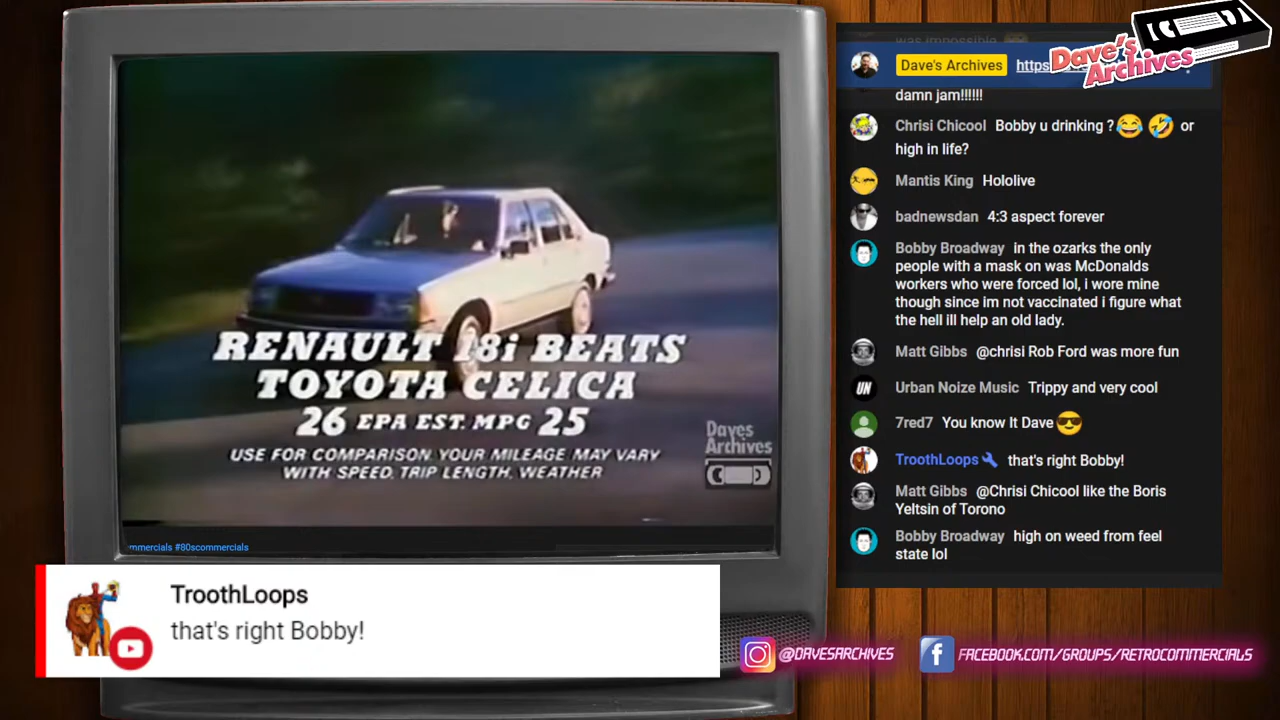 RENAULT 18i BEATS
TOYOTA CELICA
26 EPA EST. MPG 25
USE FOR COMPARISON. YOUR MILEAGE MAY VARY
WITH SPEED, TRIP LENGTH, WEATHER
Daves
Archives
mmercials #80scommercials
TroothLoops
that's right Bobby!
was impossible
Dave's Archives https
Dave's
Archives
damn jam!!!!!!
Chrisi Chicool Bobby u drinking ?😂 🤣 or
high in life?
Mantis King Hololive
badnewsdan 4:3 aspect forever
Bobby Broadway in the ozarks the only
people with a mask on was McDonalds
workers who were forced lol, i wore mine
though since im not vaccinated i figure what
the hell ill help an old lady.
Matt Gibbs @chrisi Rob Ford was more fun
UN Urban Noize Music Trippy and very cool
7red7 You know It Dave 😎
TroothLoops that's right Bobby!
Matt Gibbs @Chrisi Chicool like the Boris
Yeltsin of Torono
Bobby Broadway high on weed from feel
state lol
@DAVESARCHIVES
FACEBOOK.COM/GROUPS/RETROCOMMERCIALS